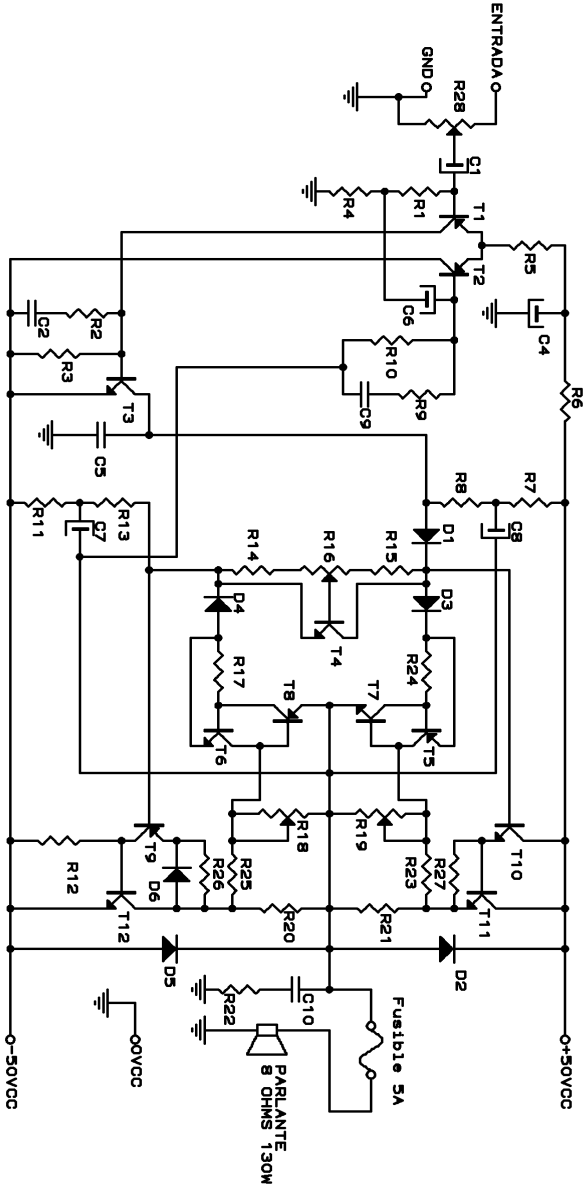 ENTRADA
GND
R28
C1
R1
R4
T1
T2
R5
C4
R6
C6
R10
R9
C9
R2
C2
R3
T3
C5
R11
R13
C7
R8
R7
C8
D1
R14
R16
R15
D4
D3
T4
R17
R24
T8
T7
T6
T5
R18
R19
T9
T10
R12
D6
R26
R25
R23
R27
T12
R20
R21
T11
D5
D2
R22
C10
Fusible 5A
PARLANTE
8 OHMS 130W
-50VCC
0VCC
+50VCC